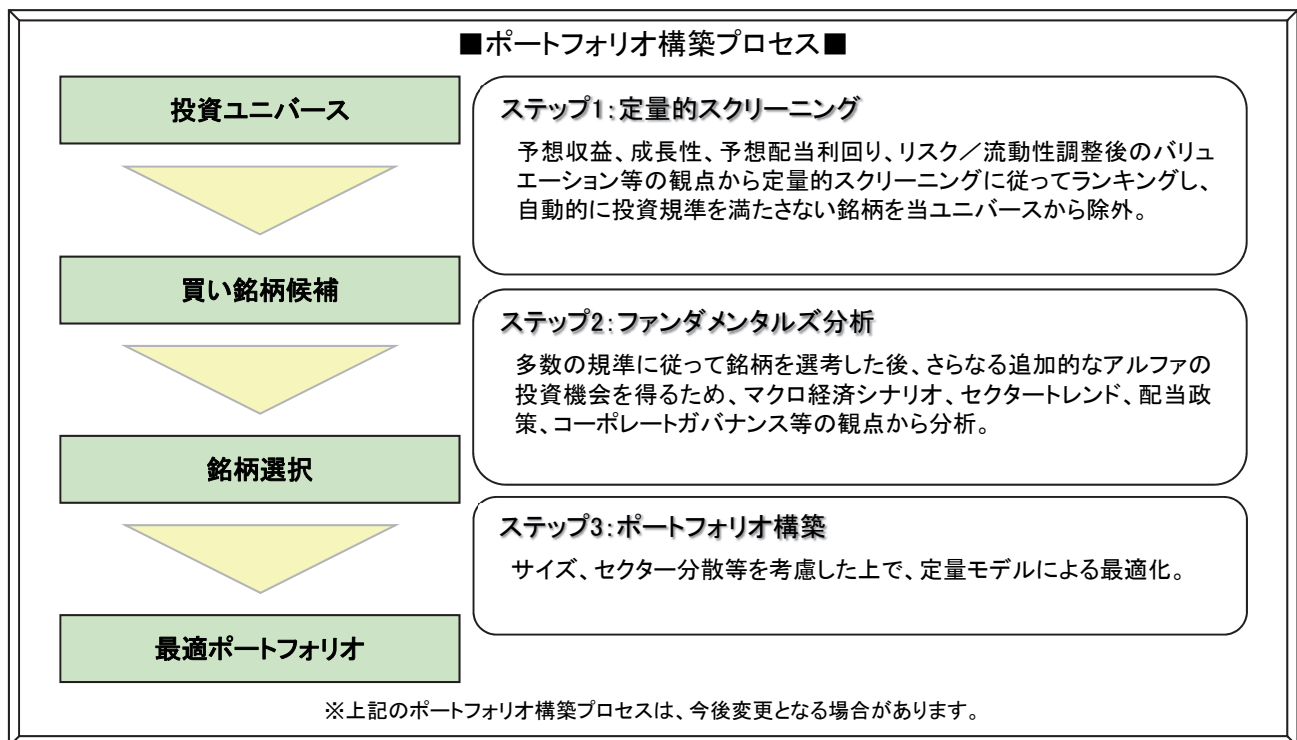 ■ポートフォリオ構築プロセス■
投資ユニバース
ステップ1:定量的スクリーニング
予想収益、成長性、予想配当利回り、リスク／流動性調整後のバリュ
エーション等の観点から定量的スクリーニングに従ってランキングし、
自動的に投資規準を満たさない銘柄を当ユニバースから除外。
買い銘柄候補
ステップ2:ファンダメンタルズ分析
多数の規準に従って銘柄を選考した後、さらなる追加的なアルファの
投資機会を得るため、マクロ経済シナリオ、セクタートレンド、配当政
策、コーポレートガバナンス等の観点から分析。
銘柄選択
ステップ3:ポートフォリオ構築
サイズ、セクター分散等を考慮した上で、定量モデルによる最適化。
最適ポートフォリオ
※上記のポートフォリオ構築プロセスは、今後変更となる場合があります。